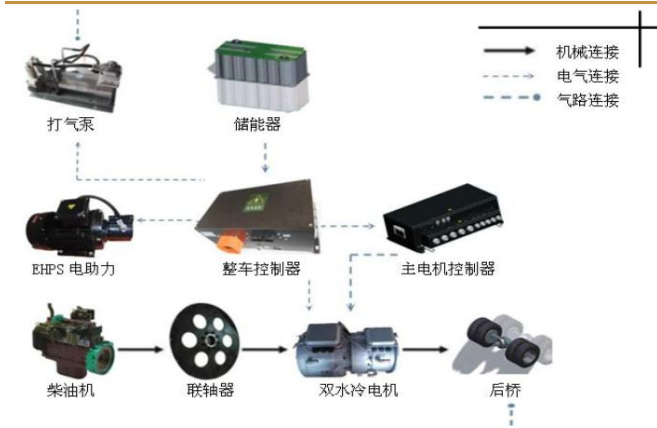 机械连接
电气连接
气路连接
打气泵
储能器
EHPS 电助力
整车控制器
主电机控制器
柴油机
联轴器
双水冷电机
后桥